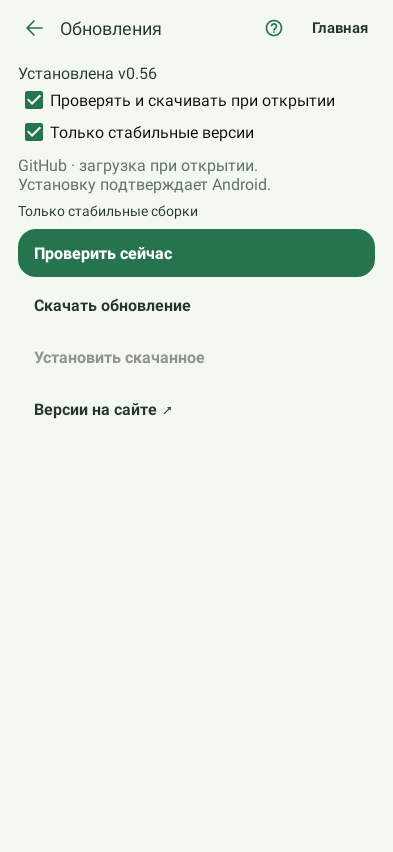 Обновления
Главная
Установлена v0.56
Проверять и скачивать при открытии
Только стабильные версии
GitHub · загрузка при открытии.
Установку подтверждает Android.
Только стабильные сборки
Проверить сейчас
Скачать обновление
Установить скачанное
Версии на сайте ↗